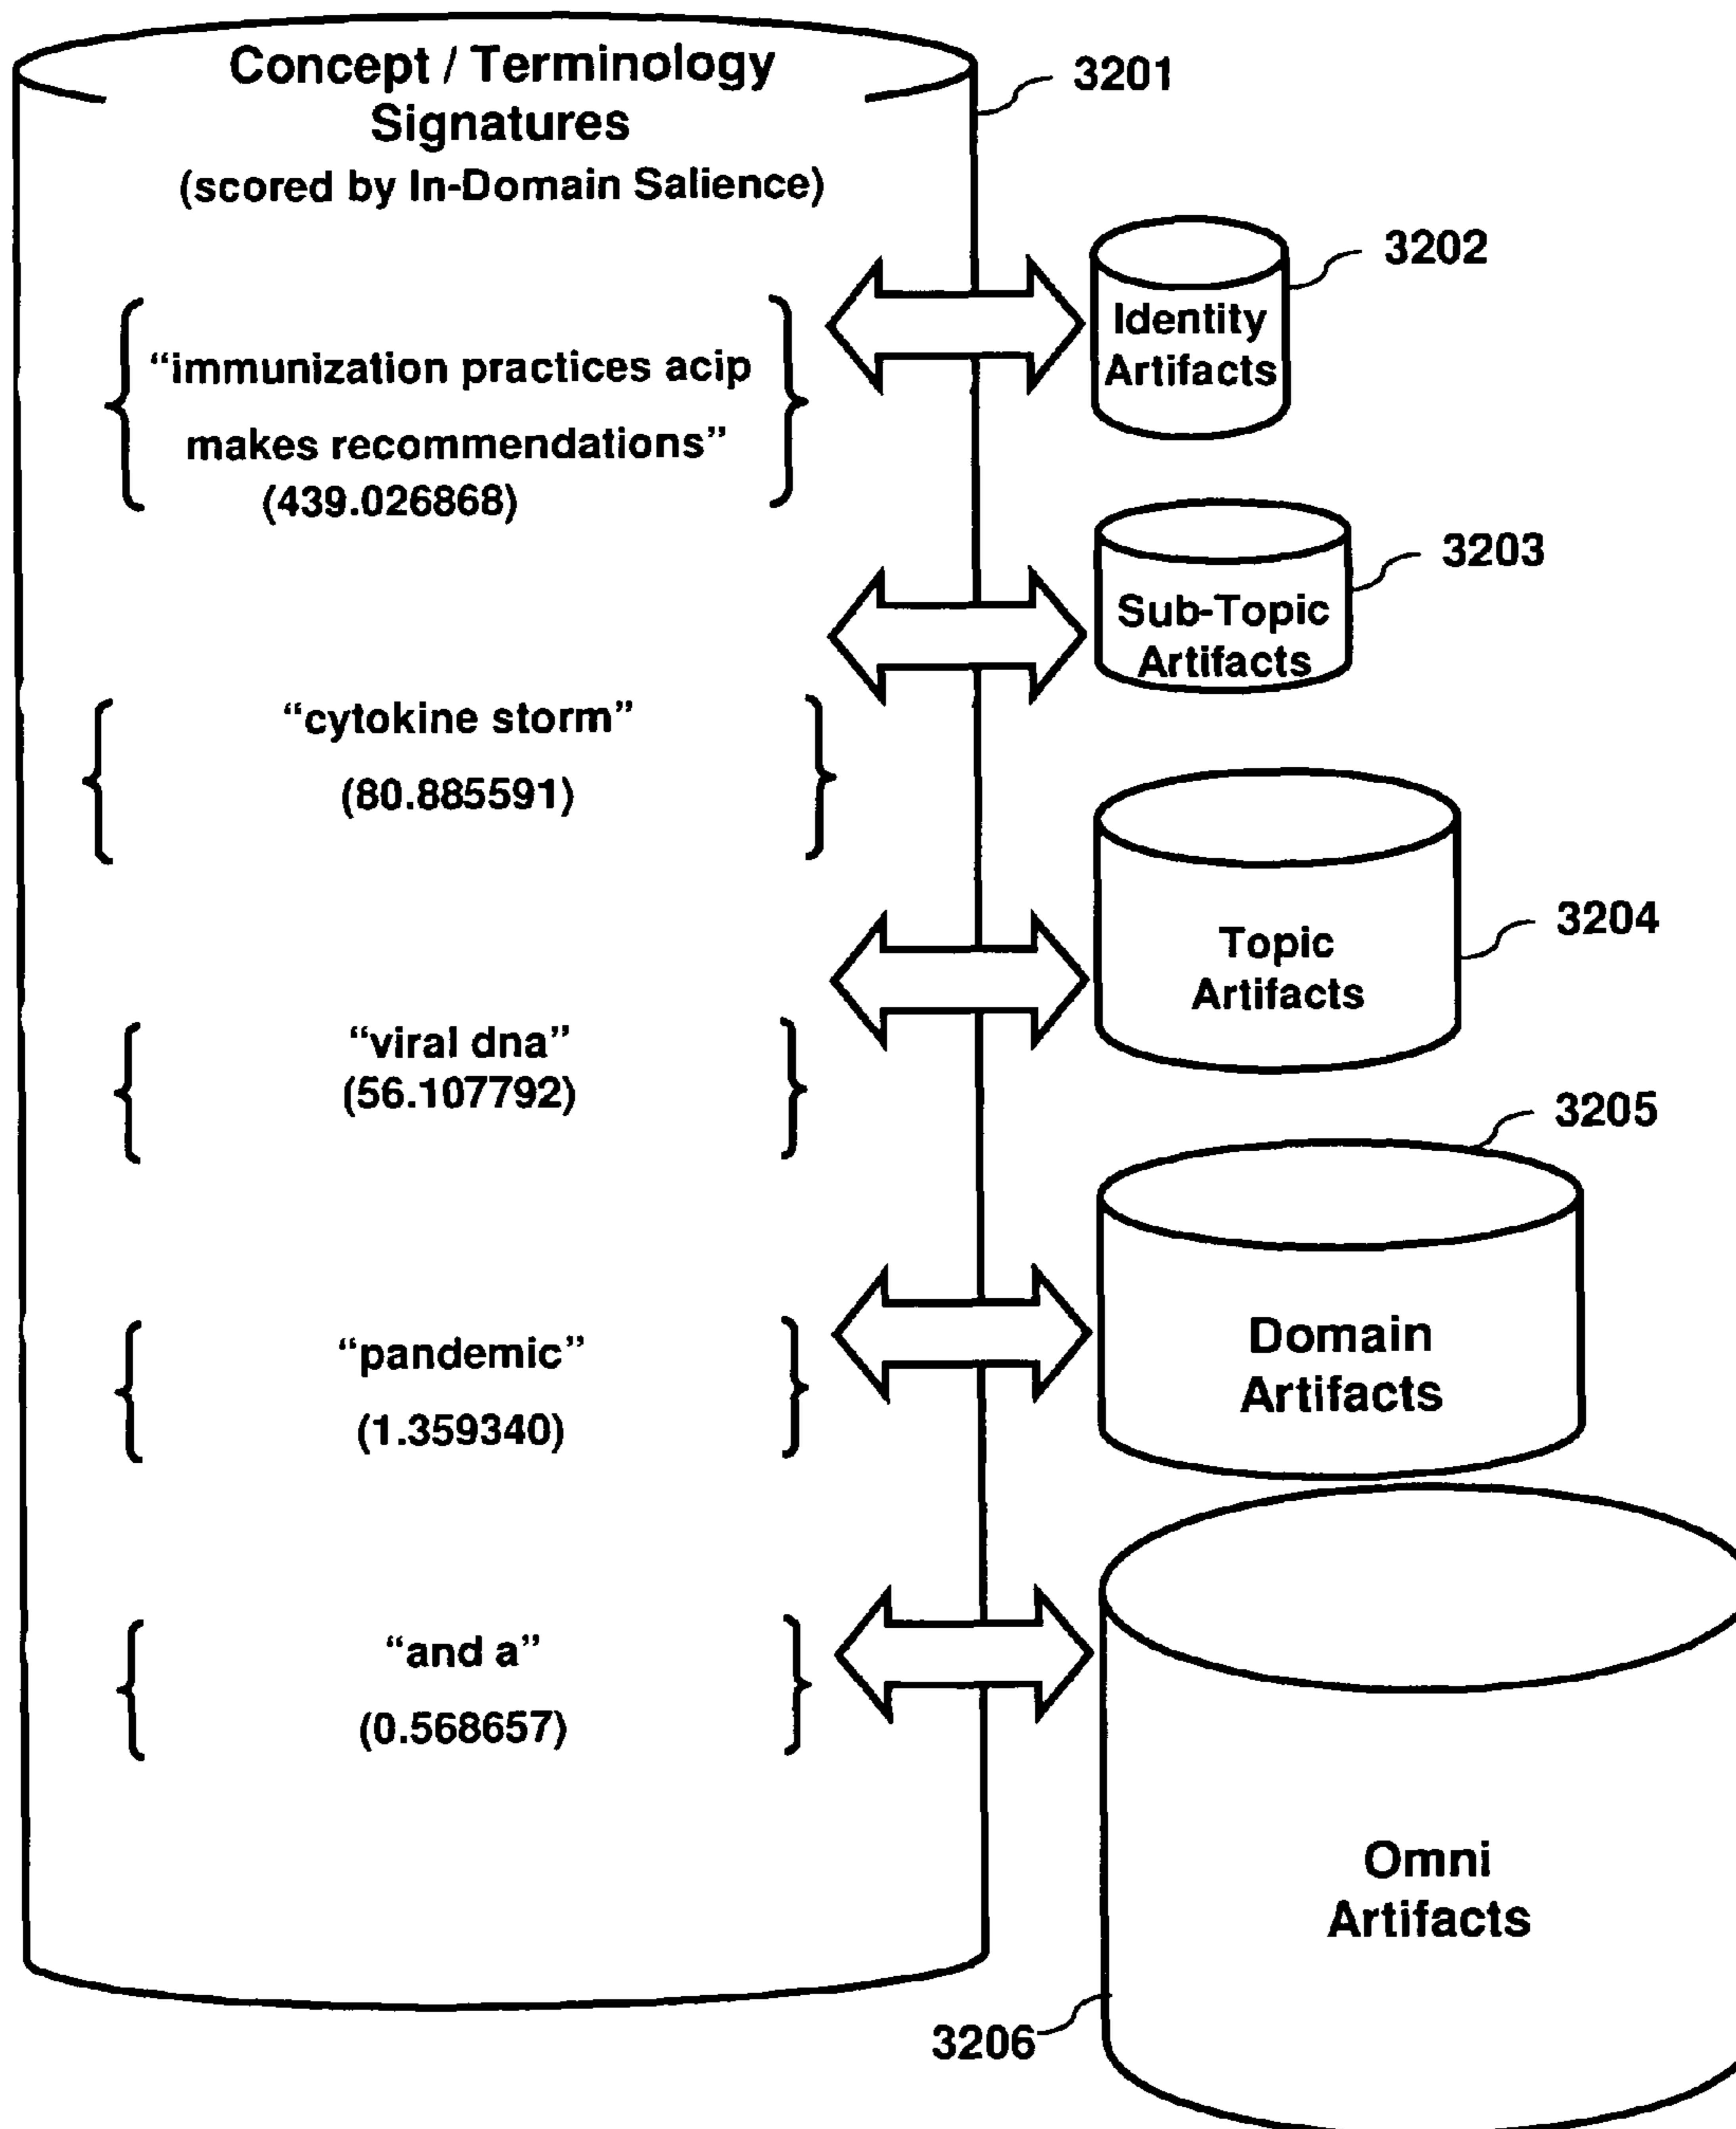 Concept / Terminology
Signatures
(scored by In-Domain Salience)
3201
3202
Identity
Artifacts
“immunization practices acip
makes recommendations”
(439.026868)
3203
Sub-Topic
Artifacts
“cytokine storm”
(80.885591)
3204
Topic
Artifacts
“viral dna”
(56.107792)
3205
Domain
Artifacts
“pandemic”
(1.359340)
“and a”
(0.568657)
Omni
Artifacts
3206